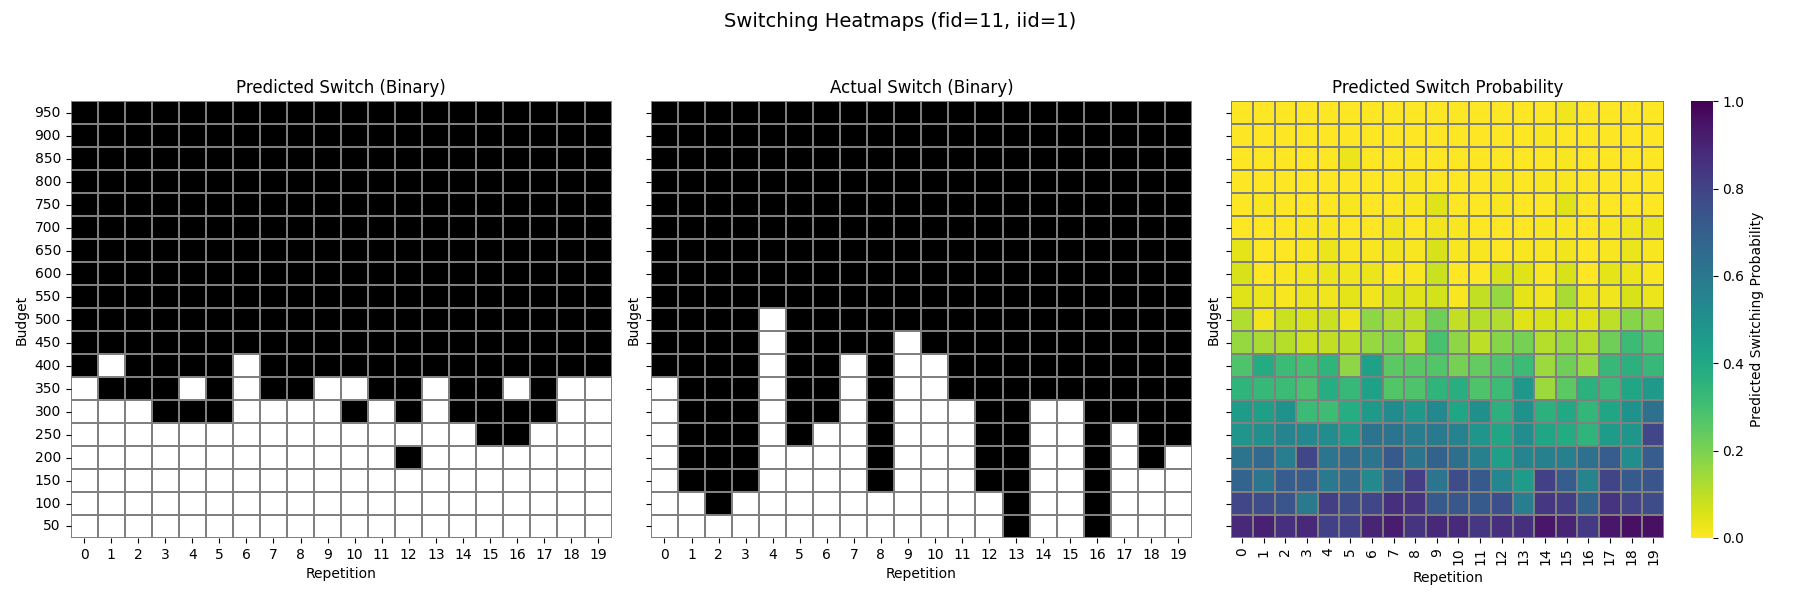 Switching Heatmaps (fid=11, iid=1)
Predicted Switch (Binary)
Actual Switch (Binary)
Predicted Switch Probability
950
900
850
800
750
700
650
600
550
500
450
400
350
300
250
200
150
100
50
Budget
0 1 2 3 4 5 6 7 8 9 10 11 12 13 14 15 16 17 18 19
Repetition
Budget
0 1 2 3 4 5 6 7 8 9 10 11 12 13 14 15 16 17 18 19
Repetition
Budget
0 1 2 3 4 5 6 7 8 9 10 11 12 13 14 15 16 17 18 19
Repetition
1.0
0.8
0.6
0.4
0.2
0.0
Predicted Switching Probability